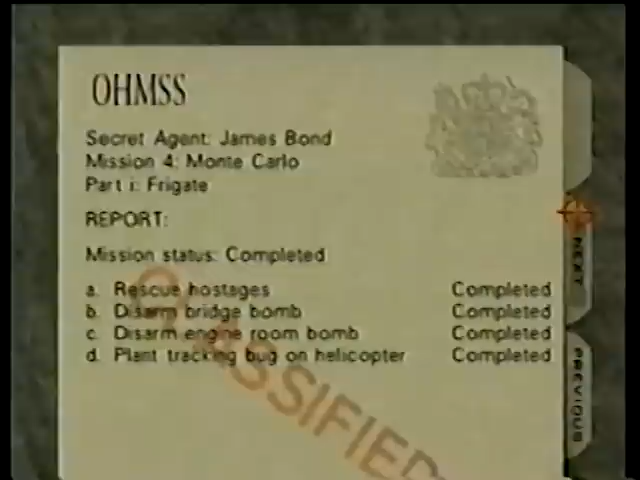 OHMSS
Secret Agent: James Bond
Mission 4: Monte Carlo
Part i: Frigate
REPORT:
Mission status: Completed
a. Rescue hostages Completed
b. Disarm bridge bomb Completed
c. Disarm engine room bomb Completed
d. Plant tracking bug on helicopter Completed
CLASSIFIED
NEXT
PREVIOUS